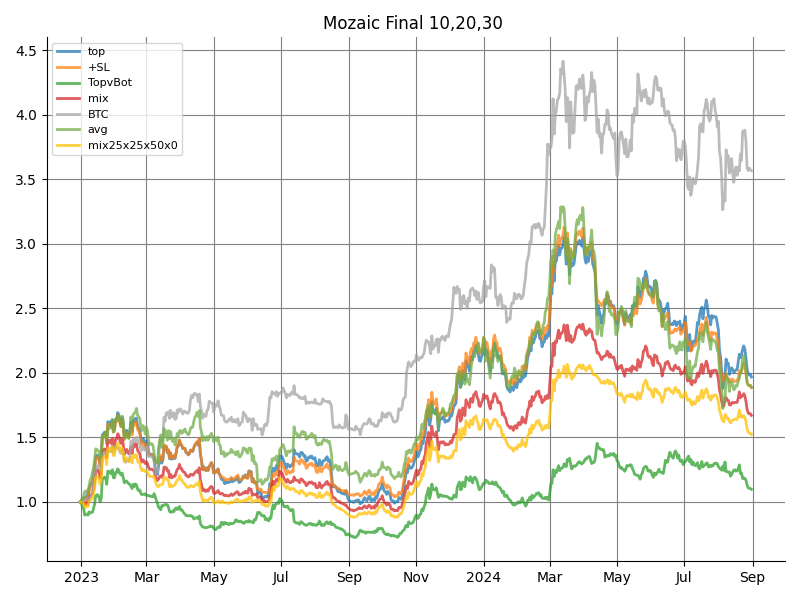 Mozaic Final 10,20,30
top
+SL
TopvBot
mix
BTC
avg
mix25x25x50x0
4.5
4.0
3.5
3.0
2.5
2.0
1.5
1.0
2023 Mar May Jul Sep Nov 2024 Mar May Jul Sep